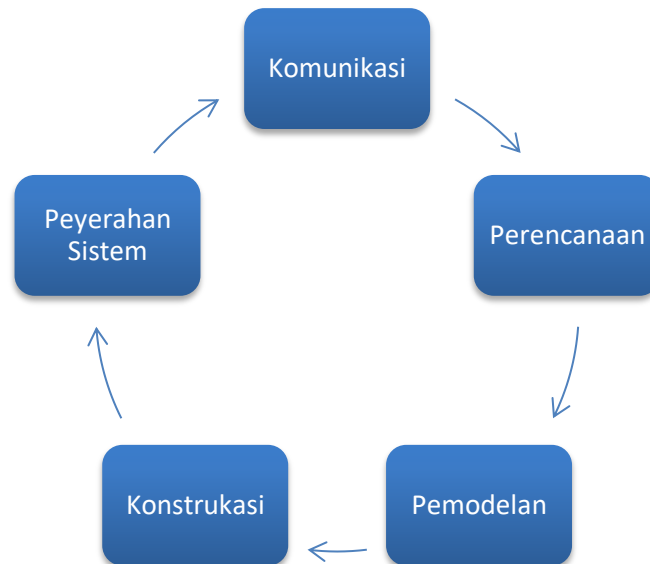 Komunikasi
Perencanaan
Pemodelan
Konstrukasi
Peyerahan
Sistem